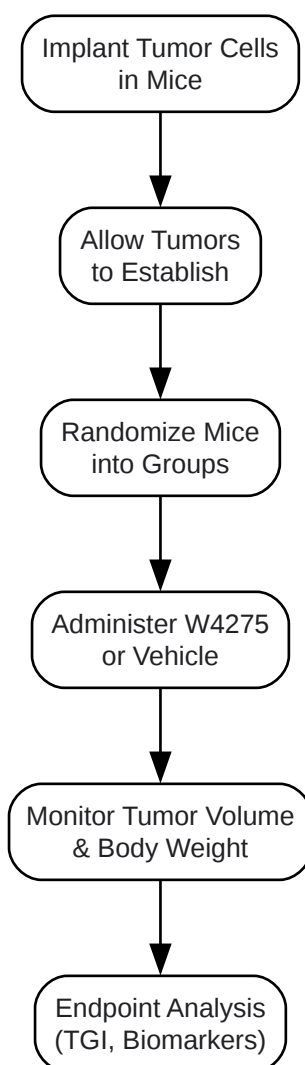 Implant Tumor Cells
in Mice
Allow Tumors
to Establish
Randomize Mice
into Groups
Administer W4275
or Vehicle
Monitor Tumor Volume
& Body Weight
Endpoint Analysis
(TGI, Biomarkers)